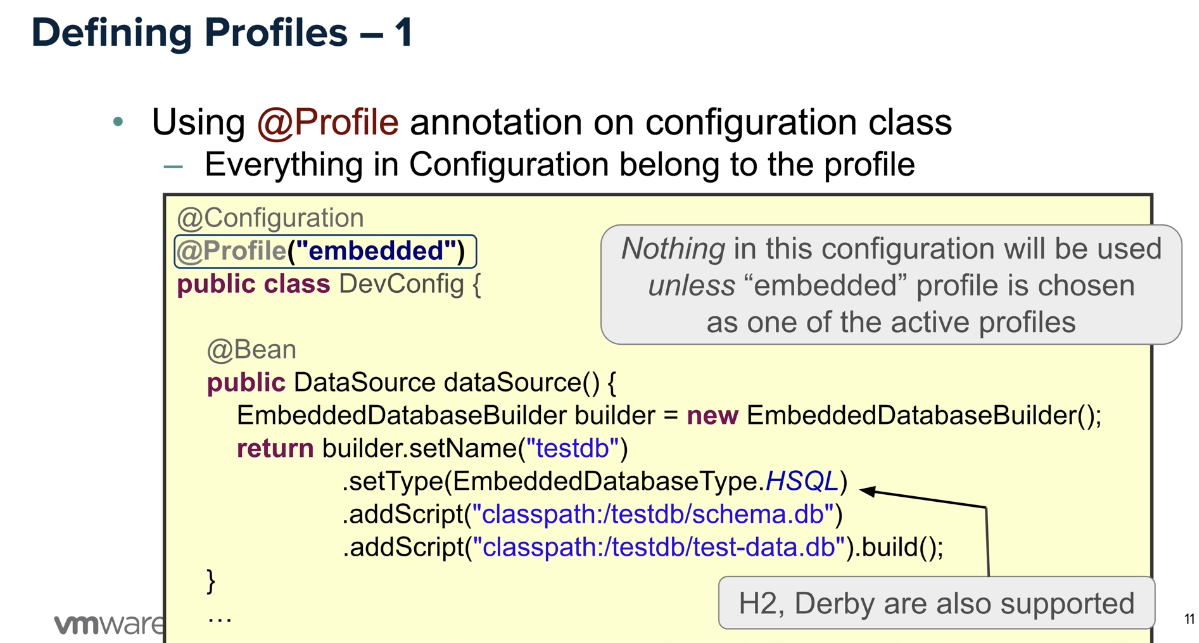 Defining Profiles – 1
• Using @Profile annotation on configuration class
– Everything in Configuration belong to the profile
@Configuration
@Profile("embedded")
public class DevConfig {
Nothing in this configuration will be used
unless “embedded” profile is chosen
as one of the active profiles
@Bean
public DataSource dataSource() {
EmbeddedDatabaseBuilder builder = new EmbeddedDatabaseBuilder();
return builder.setName("testdb")
.setType(EmbeddedDatabaseType.HSQL)
.addScript("classpath:/testdb/schema.db")
.addScript("classpath:/testdb/test-data.db").build();
}
…
H2, Derby are also supported
vmware
11